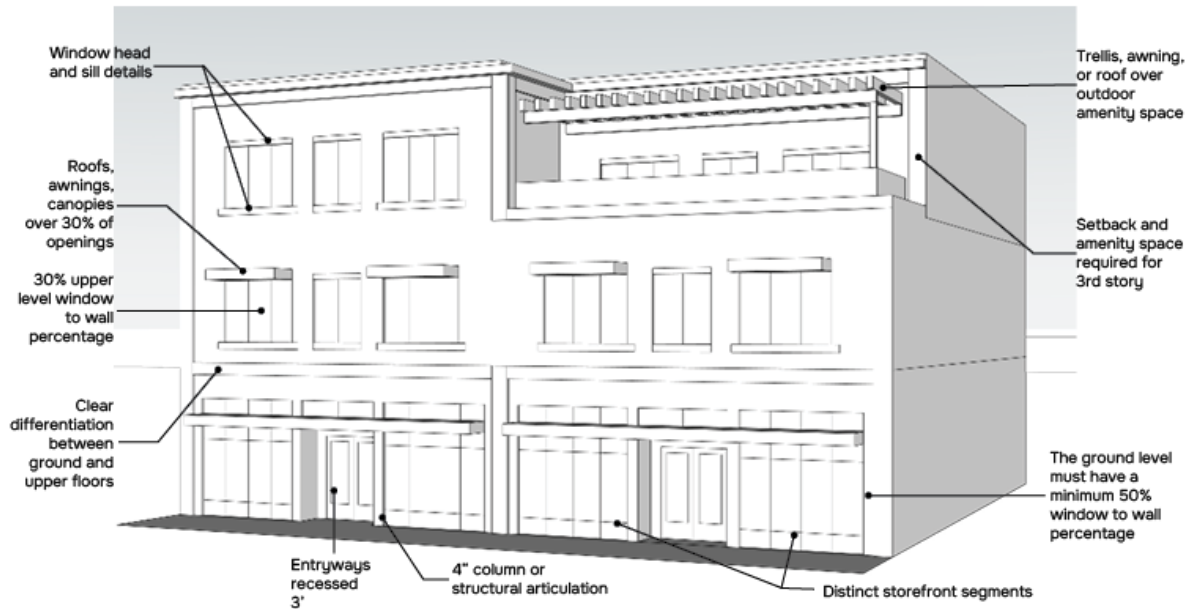 Window head
and sill details
Roofs,
awnings,
canopies
over 30% of
openings
30% upper
level window
to wall
percentage
Clear
differentiation
between
ground and
upper floors
Entryways
recessed
3'
4" column or
structural articulation
Distinct storefront segments
Trellis, awning,
or roof over
outdoor
amenity space
Setback and
amenity space
required for
3rd story
The ground level
must have a
minimum 50%
window to wall
percentage